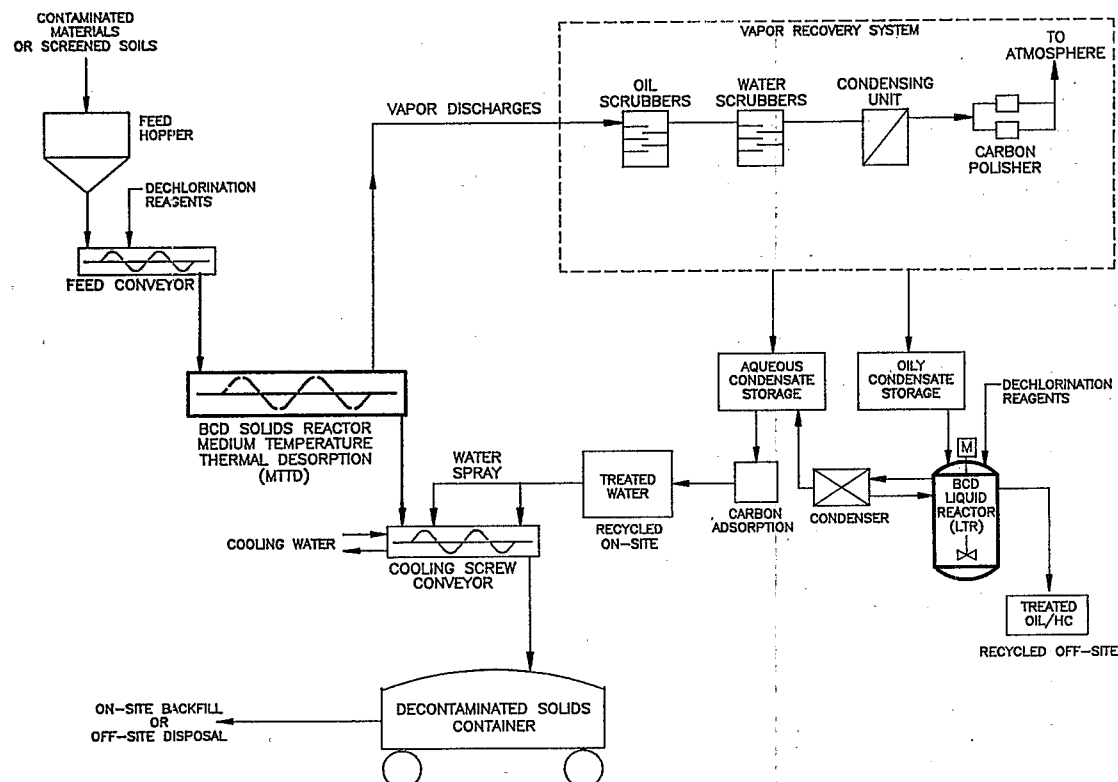 CONTAMINATED
MATERIALS
OR SCREENED SOILS
FEED
HOPPER
DECHLORINATION
REAGENTS
FEED CONVEYOR
VAPOR DISCHARGES
VAPOR RECOVERY SYSTEM
OIL
SCRUBBERS
WATER
SCRUBBERS
CONDENSING
UNIT
TO
ATMOSPHERE
CARBON
POLISHER
BCD SOLIDS REACTOR
MEDIUM TEMPERATURE
THERMAL DESORPTION
(MTTD)
AQUEOUS
CONDENSATE
STORAGE
OILY
CONDENSATE
STORAGE
DECHLORINATION
REAGENTS
M
BCD
LIQUID
REACTOR
(LTR)
CONDENSER
CARBON
ADSORPTION
TREATED
WATER
RECYCLED
ON-SITE
WATER
SPRAY
COOLING WATER
COOLING SCREW
CONVEYOR
TREATED
OIL/HC
RECYCLED OFF-SITE
DECONTAMINATED SOLIDS
CONTAINER
ON-SITE BACKFILL
OR
OFF-SITE DISPOSAL